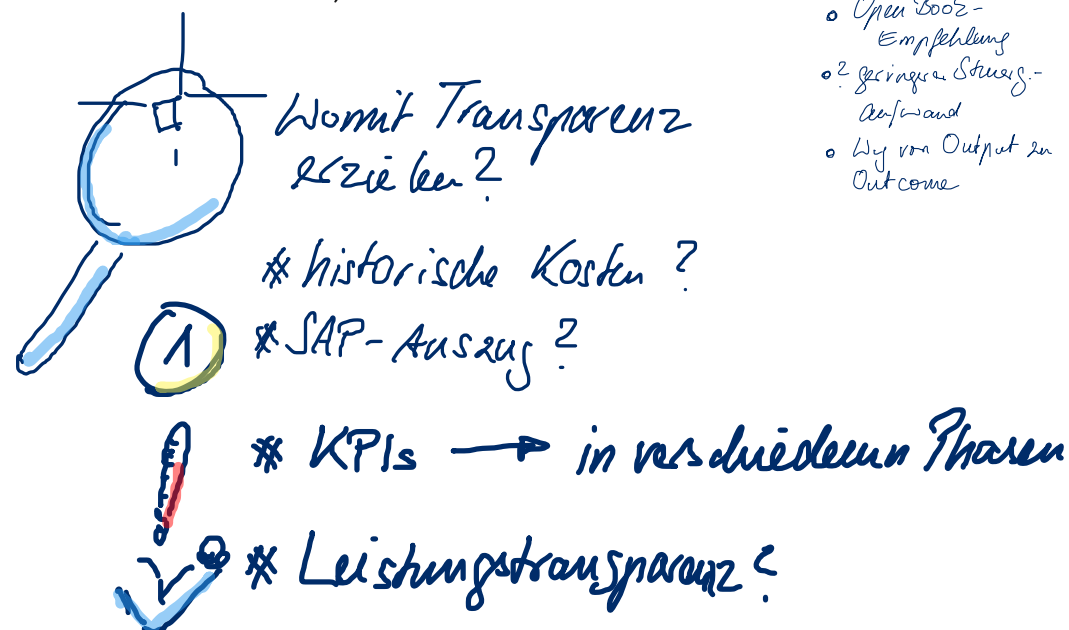 Womit Transparenz
erzielen?
# historische Kosten?
1
# SAP-Auszug?
# KPIs → in verschiedenen Phasen
# Leistungstransparenz?
• Open Book-
Empfehlung
• ? geringerer Steuerg.-
aufwand
• Weg von Output zu
Outcome